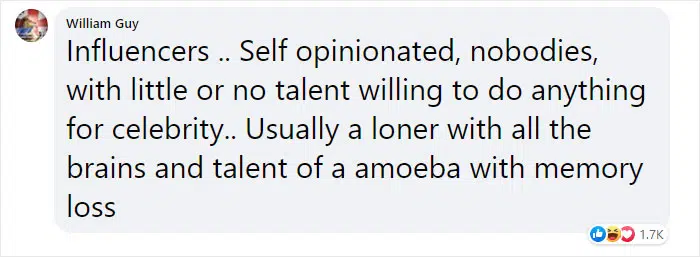 William Guy
Influencers .. Self opinionated, nobodies,
with little or no talent willing to do anything
for celebrity.. Usually a loner with all the
brains and talent of a amoeba with memory
loss
1.7K